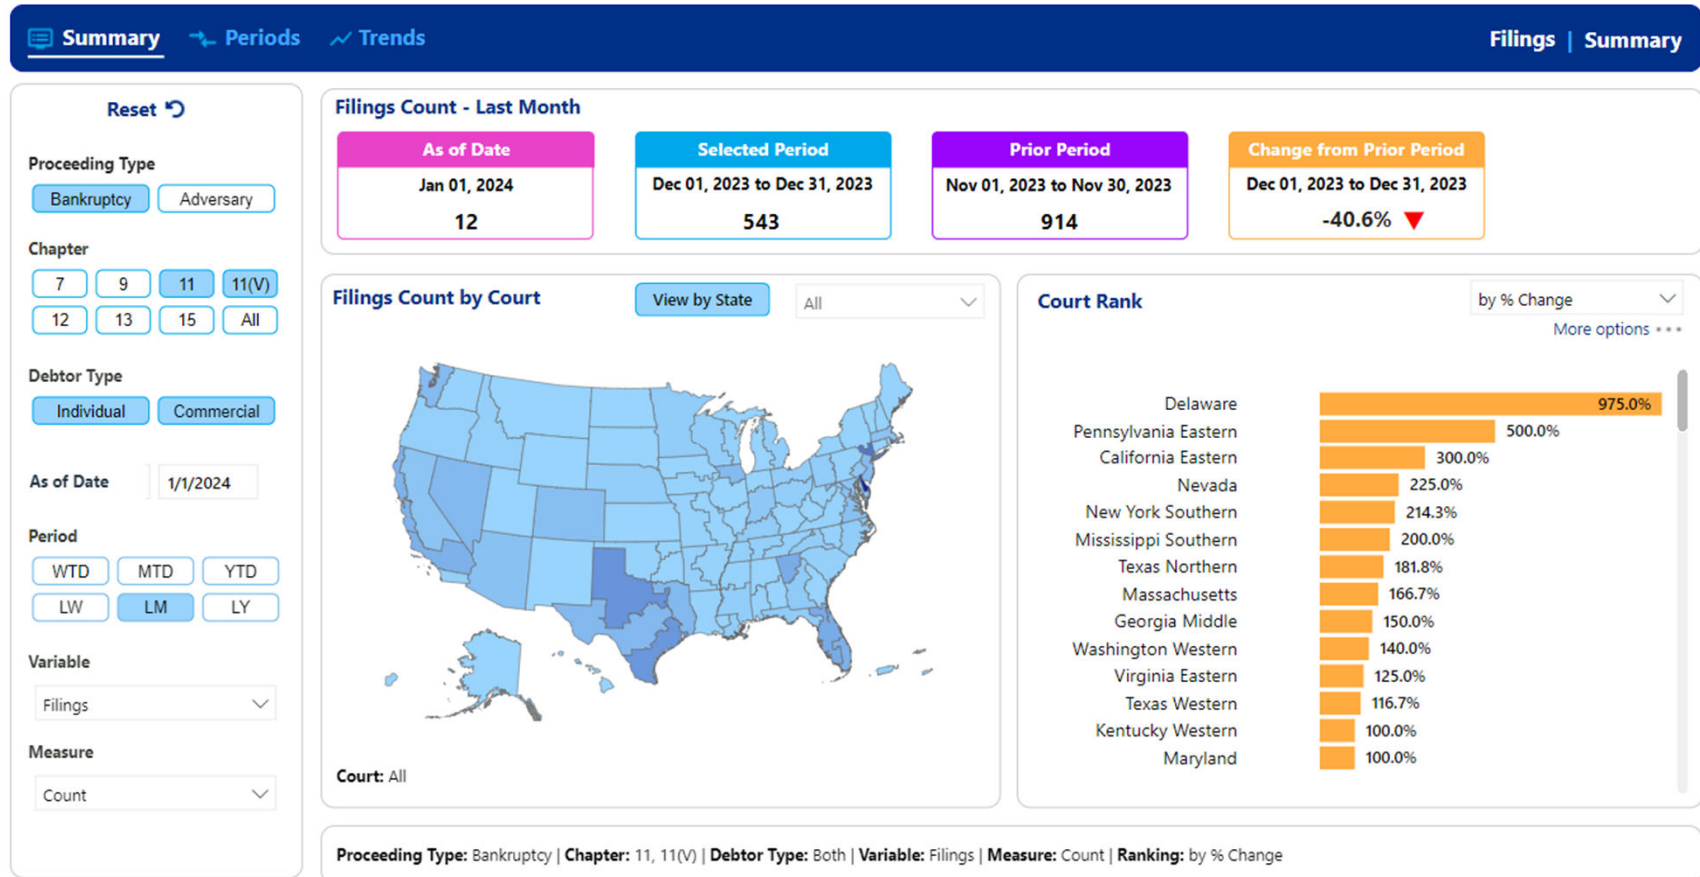 Summary Periods Trends Filings | Summary
Reset
Proceeding Type
Bankruptcy Adversary
Chapter
7 9 11 11(V)
12 13 15 All
Debtor Type
Individual Commercial
As of Date 1/1/2024
Period
WTD MTD YTD
LW LM LY
Variable
Filings
Measure
Count
Filings Count - Last Month
As of Date
Jan 01, 2024
12
Selected Period
Dec 01, 2023 to Dec 31, 2023
543
Prior Period
Nov 01, 2023 to Nov 30, 2023
914
Change from Prior Period
Dec 01, 2023 to Dec 31, 2023
-40.6%
Filings Count by Court View by State All
Court: All
Court Rank by % Change
More options
Delaware 975.0%
Pennsylvania Eastern 500.0%
California Eastern 300.0%
Nevada 225.0%
New York Southern 214.3%
Mississippi Southern 200.0%
Texas Northern 181.8%
Massachusetts 166.7%
Georgia Middle 150.0%
Washington Western 140.0%
Virginia Eastern 125.0%
Texas Western 116.7%
Kentucky Western 100.0%
Maryland 100.0%
Proceeding Type: Bankruptcy | Chapter: 11, 11(V) | Debtor Type: Both | Variable: Filings | Measure: Count | Ranking: by % Change